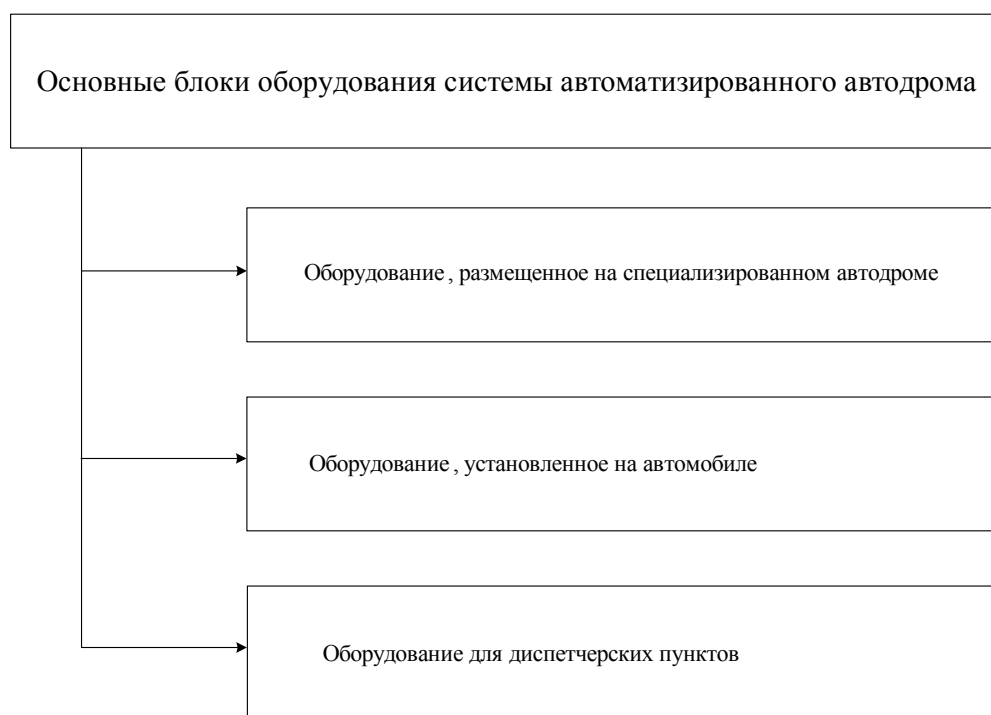 Основные блоки оборудования системы автоматизированного автодрома
Оборудование, размещенное на специализированном автодроме
Оборудование, установленное на автомобиле
Оборудование для диспетчерских пунктов